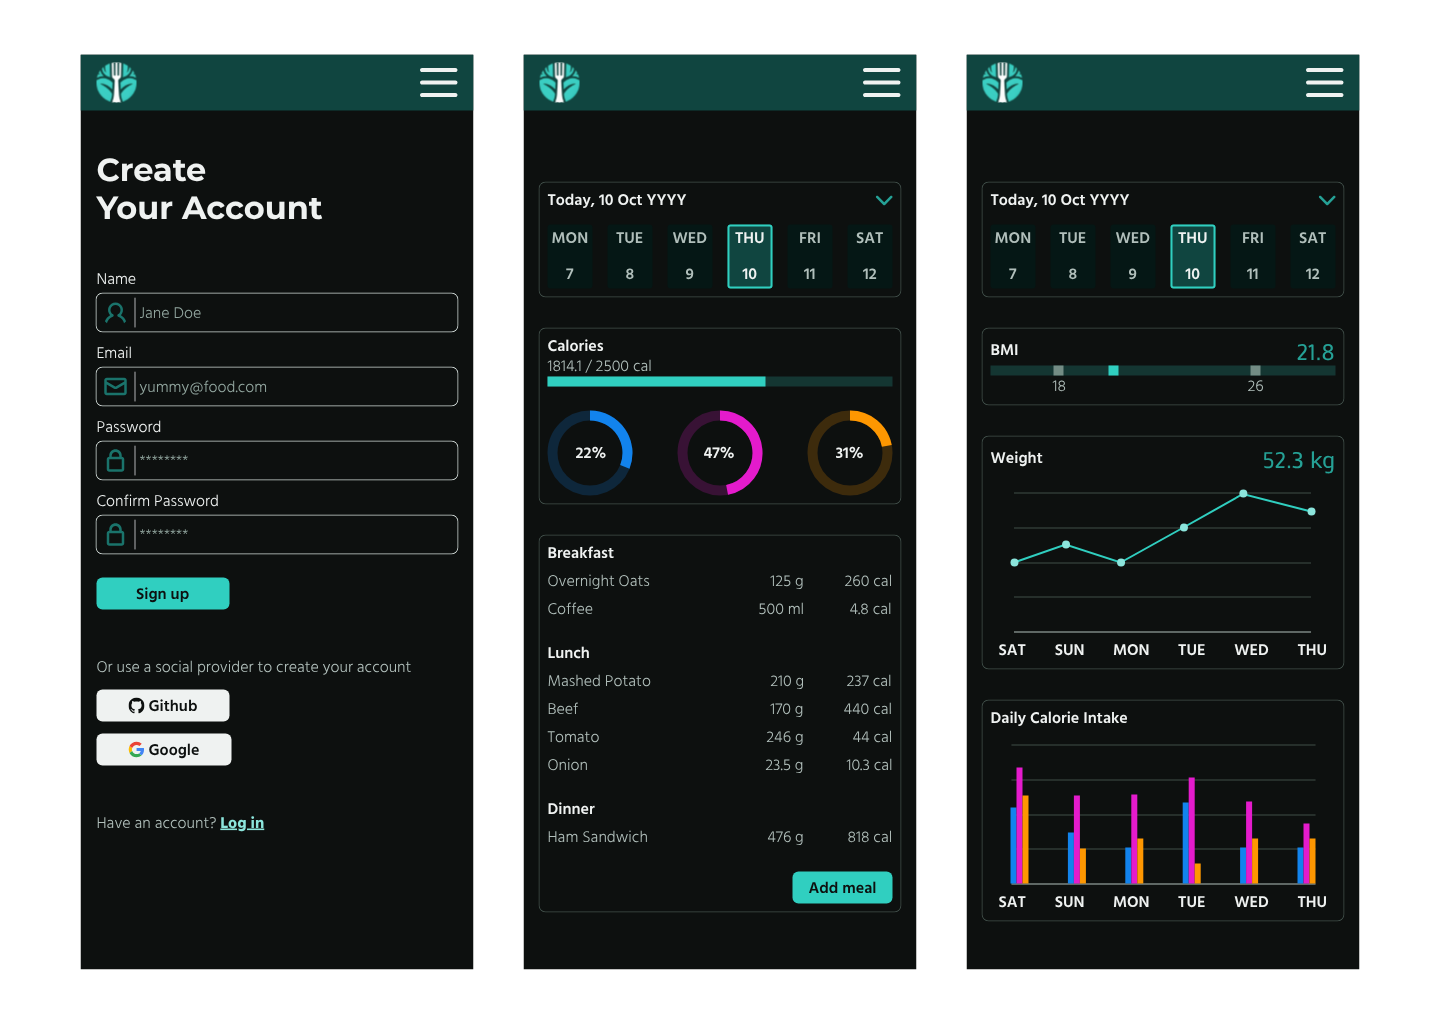 Create
Your Account
Name
Jane Doe
Email
yummy@food.com
Password
********
Confirm Password
********
Sign up
Or use a social provider to create your account
Github
Google
Have an account? Log in
Today, 10 Oct YYYY
MON TUE WED THU FRI SAT
7 8 9 10 11 12
Calories
1814.1 / 2500 cal
22% 47% 31%
Breakfast
Overnight Oats 125 g 260 cal
Coffee 500 ml 4.8 cal
Lunch
Mashed Potato 210 g 237 cal
Beef 170 g 440 cal
Tomato 246 g 44 cal
Onion 23.5 g 10.3 cal
Dinner
Ham Sandwich 476 g 818 cal
Add meal
Today, 10 Oct YYYY
MON TUE WED THU FRI SAT
7 8 9 10 11 12
BMI 21.8
18 26
Weight 52.3 kg
SAT SUN MON TUE WED THU
Daily Calorie Intake
SAT SUN MON TUE WED THU